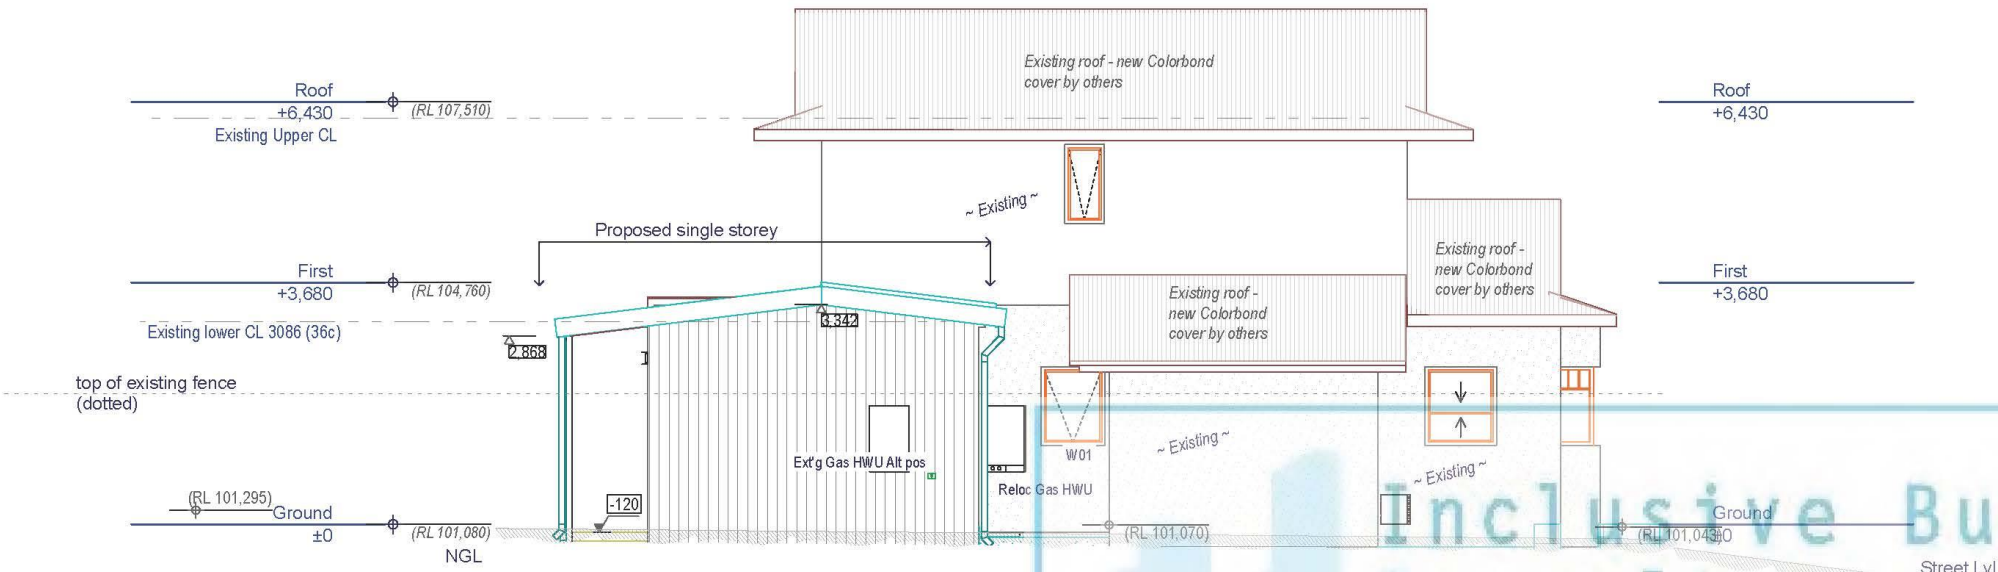 Existing roof - new Colorbond
cover by others
Roof
+6,430
(RL 107,510)
Existing Upper CL
Roof
+6,430
~ Existing ~
Proposed single storey
Existing roof -
new Colorbond
cover by others
First
+3,680
(RL 104,760)
First
+3,680
Existing roof -
new Colorbond
cover by others
3,342
Existing lower CL 3086 (36c)
2,868
top of existing fence
(dotted)
~ Existing ~
W01
Ext'g Gas HWU Alt pos
~ Existing ~
Reloc Gas HWU
(RL 101,295)
-120
Ground
±0
(RL 101,080)
NGL
(RL 101,070)
Ground
(RL 101,043)
±0
Inclusive Bu
Street Lvl